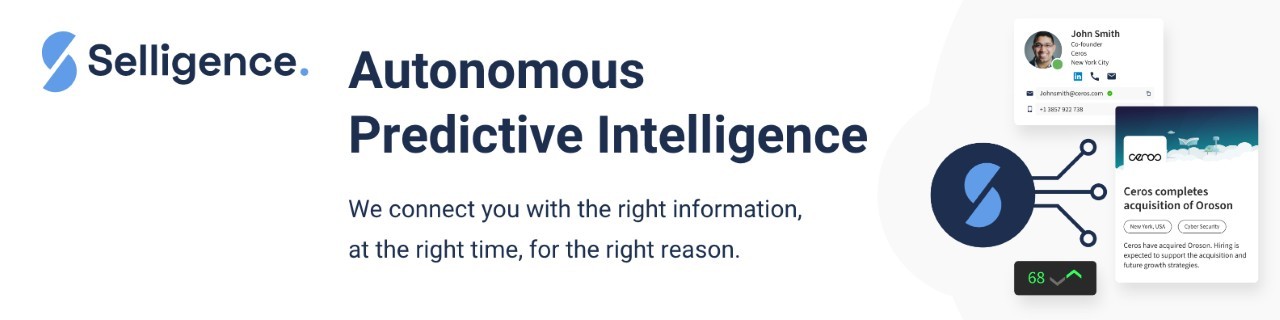 Selligence.
Autonomous
Predictive Intelligence
We connect you with the right information,
at the right time, for the right reason.
John Smith
Co-founder
Ceros
New York City
in
Johnsmith@ceros.com
+1 3857 922 738
ceros
Ceros completes
acquisition of Oroson
New York, USA
Cyber Security
Ceros have acquired Oroson. Hiring is
expected to support the acquisition and
future growth strategies.
68